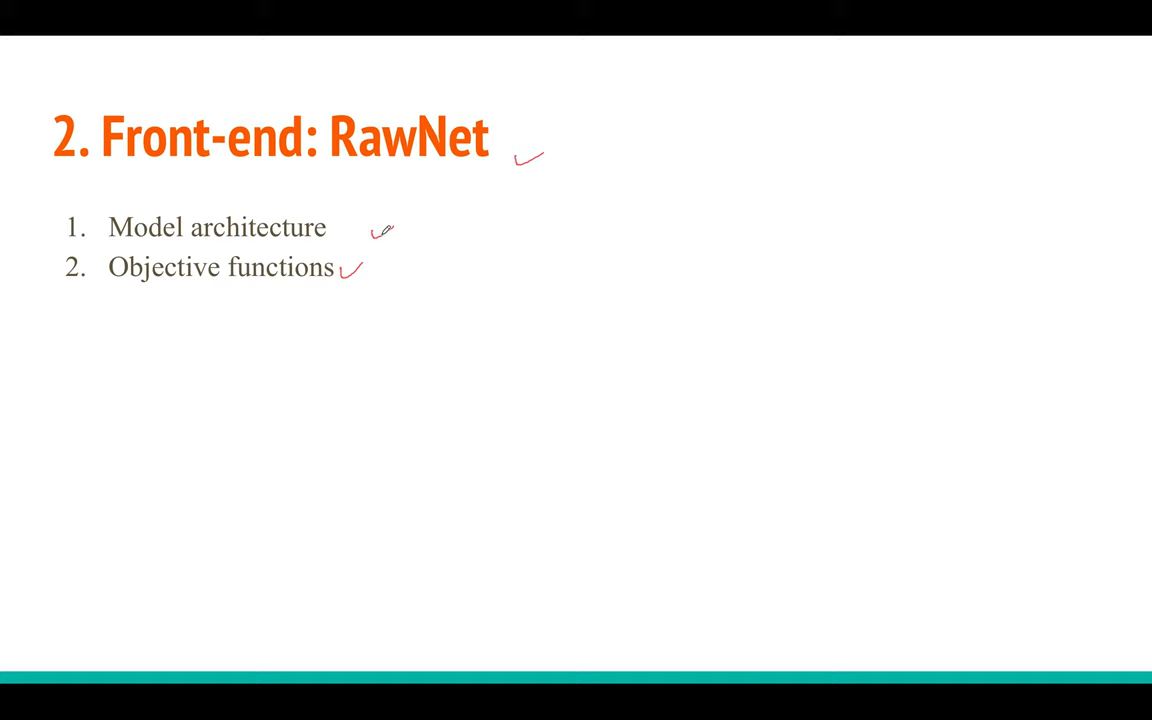 2. Front-end: RawNet
1. Model architecture
2. Objective functions